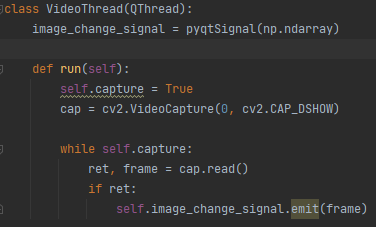 class VideoThread(QThread):
    image_change_signal = pyqtSignal(np.ndarray)
    def run(self):
        self.capture = True
        cap = cv2.VideoCapture(0, cv2.CAP_DSHOW)
        while self.capture:
            ret, frame = cap.read()
            if ret:
                self.image_change_signal.emit(frame)